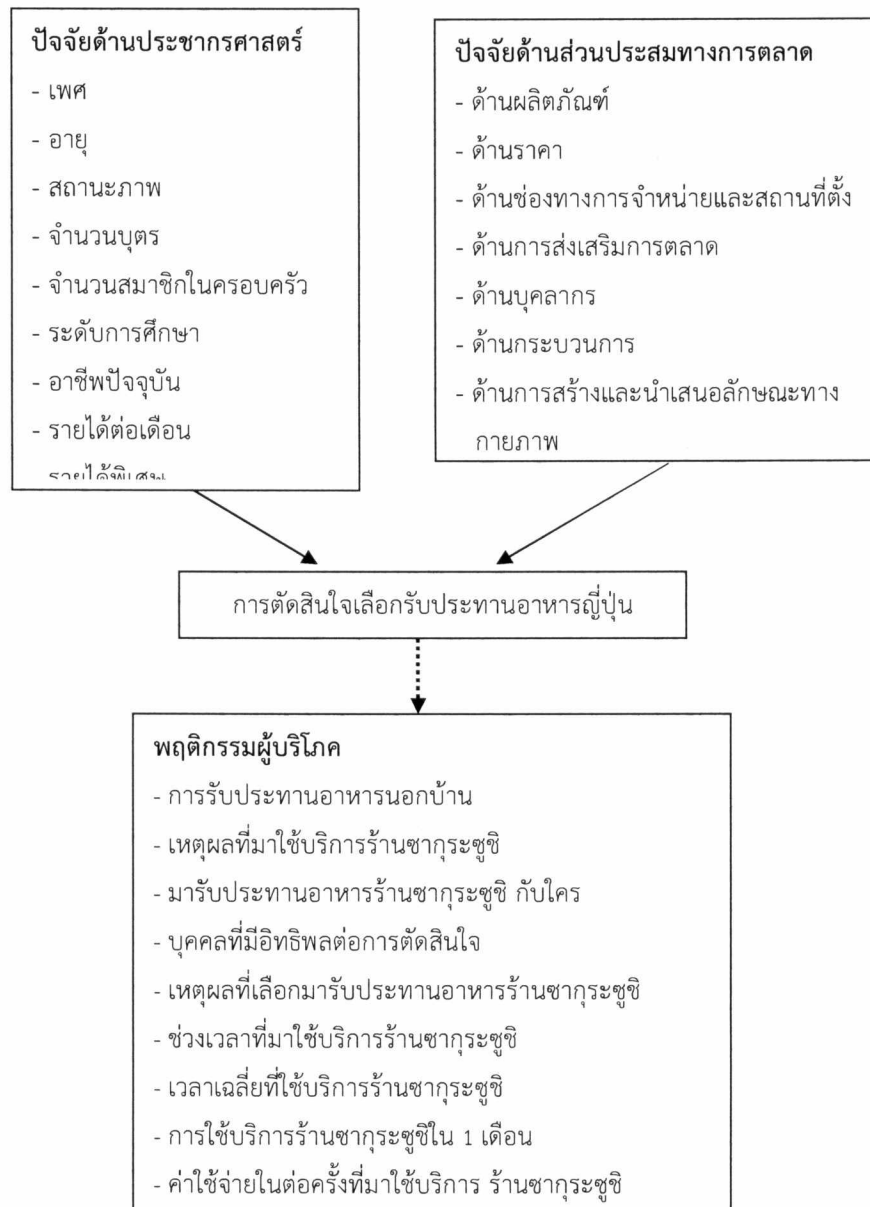 ปัจจัยด้านประชากรศาสตร์
- เพศ
- อายุ
- สถานะภาพ
- จำนวนบุตร
- จำนวนสมาชิกในครอบครัว
- ระดับการศึกษา
- อาชีพปัจจุบัน
- รายได้ต่อเดือน
รายได้พิเศษ
ปัจจัยด้านส่วนประสมทางการตลาด
- ด้านผลิตภัณฑ์
- ด้านราคา
- ด้านช่องทางการจำหน่ายและสถานที่ตั้ง
- ด้านการส่งเสริมการตลาด
- ด้านบุคลากร
- ด้านกระบวนการ
- ด้านการสร้างและนำเสนอลักษณะทาง
กายภาพ
การตัดสินใจเลือกรับประทานอาหารญี่ปุ่น
พฤติกรรมผู้บริโภค
- การรับประทานอาหารนอกบ้าน
- เหตุผลที่มาใช้บริการร้านซากุระซูชิ
- มารับประทานอาหารร้านซากุระซูชิ กับใคร
- บุคคลที่มีอิทธิพลต่อการตัดสินใจ
- เหตุผลที่เลือกมารับประทานอาหารร้านซากุระซูชิ
- ช่วงเวลาที่มาใช้บริการร้านซากุระซูชิ
- เวลาเฉลี่ยที่ใช้บริการร้านซากุระซูชิ
- การใช้บริการร้านซากุระซูชิใน 1 เดือน
- ค่าใช้จ่ายในต่อครั้งที่มาใช้บริการ ร้านซากุระซูชิ